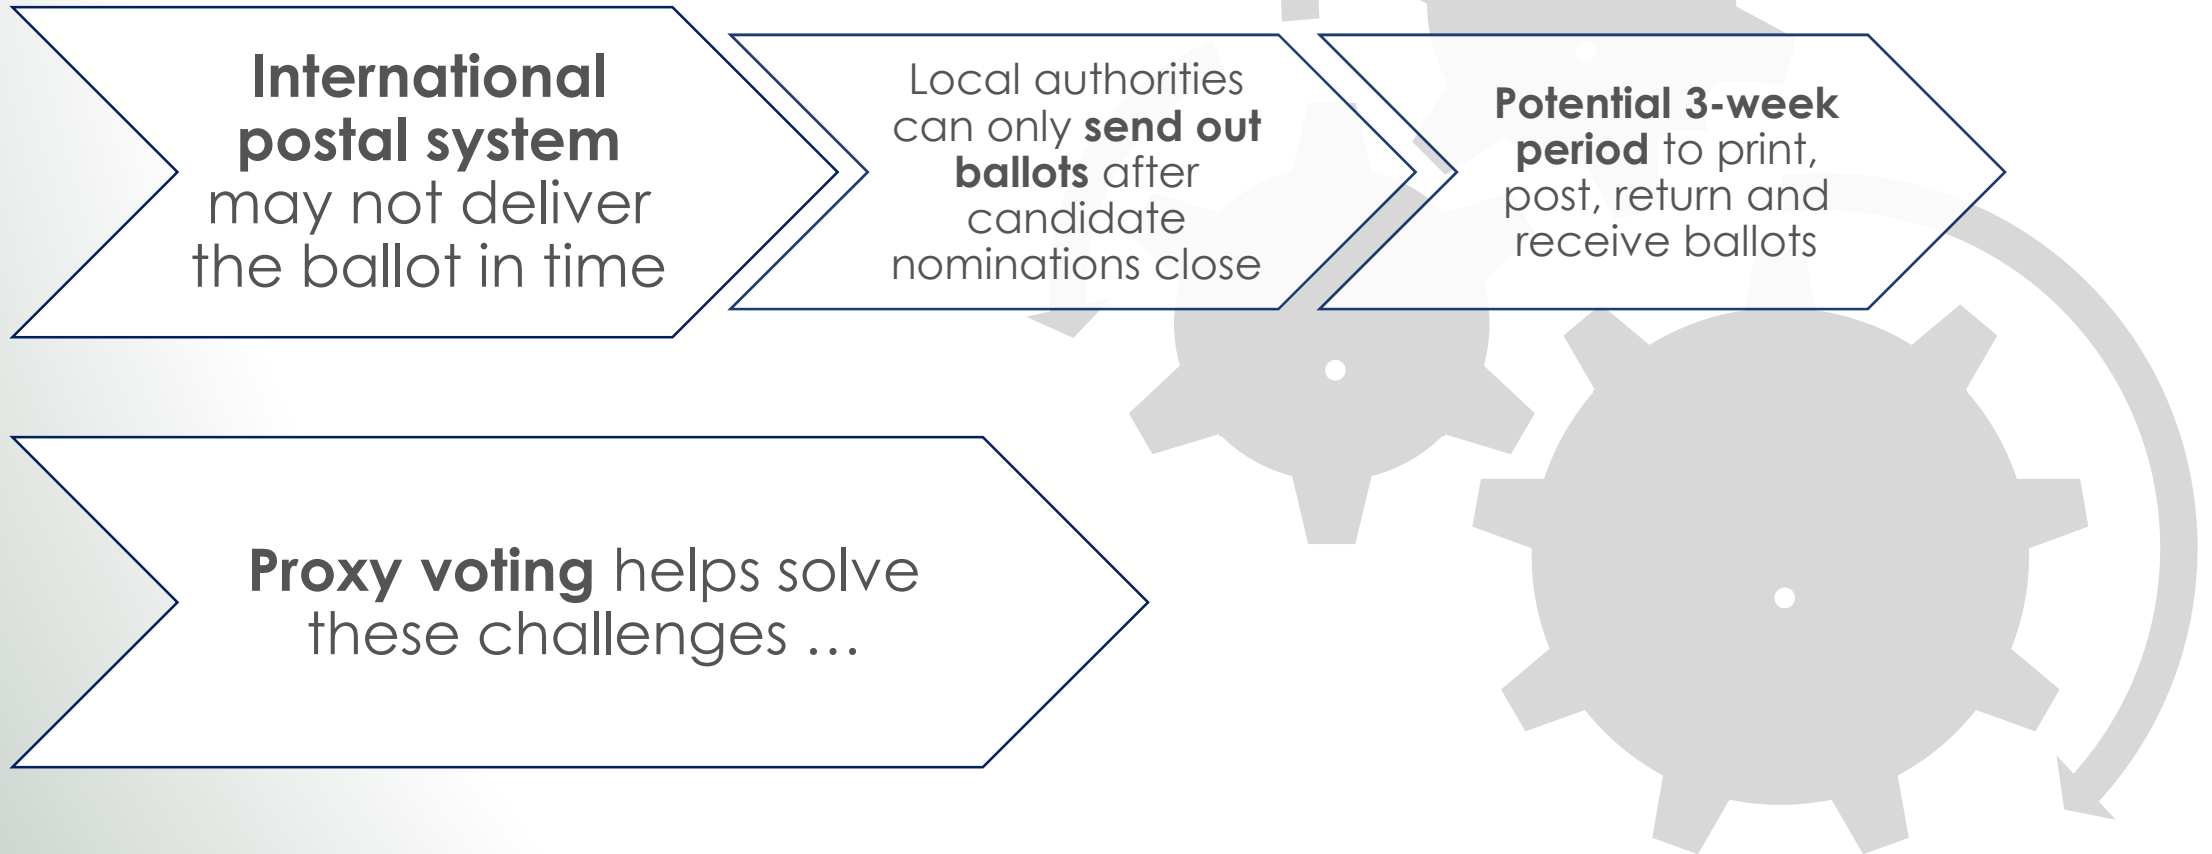 International
postal system
may not deliver
the ballot in time
Local authorities
can only send out
ballots after
candidate
nominations close
Potential 3-week
period to print,
post, return and
receive ballots
Proxy voting helps solve
these challenges …